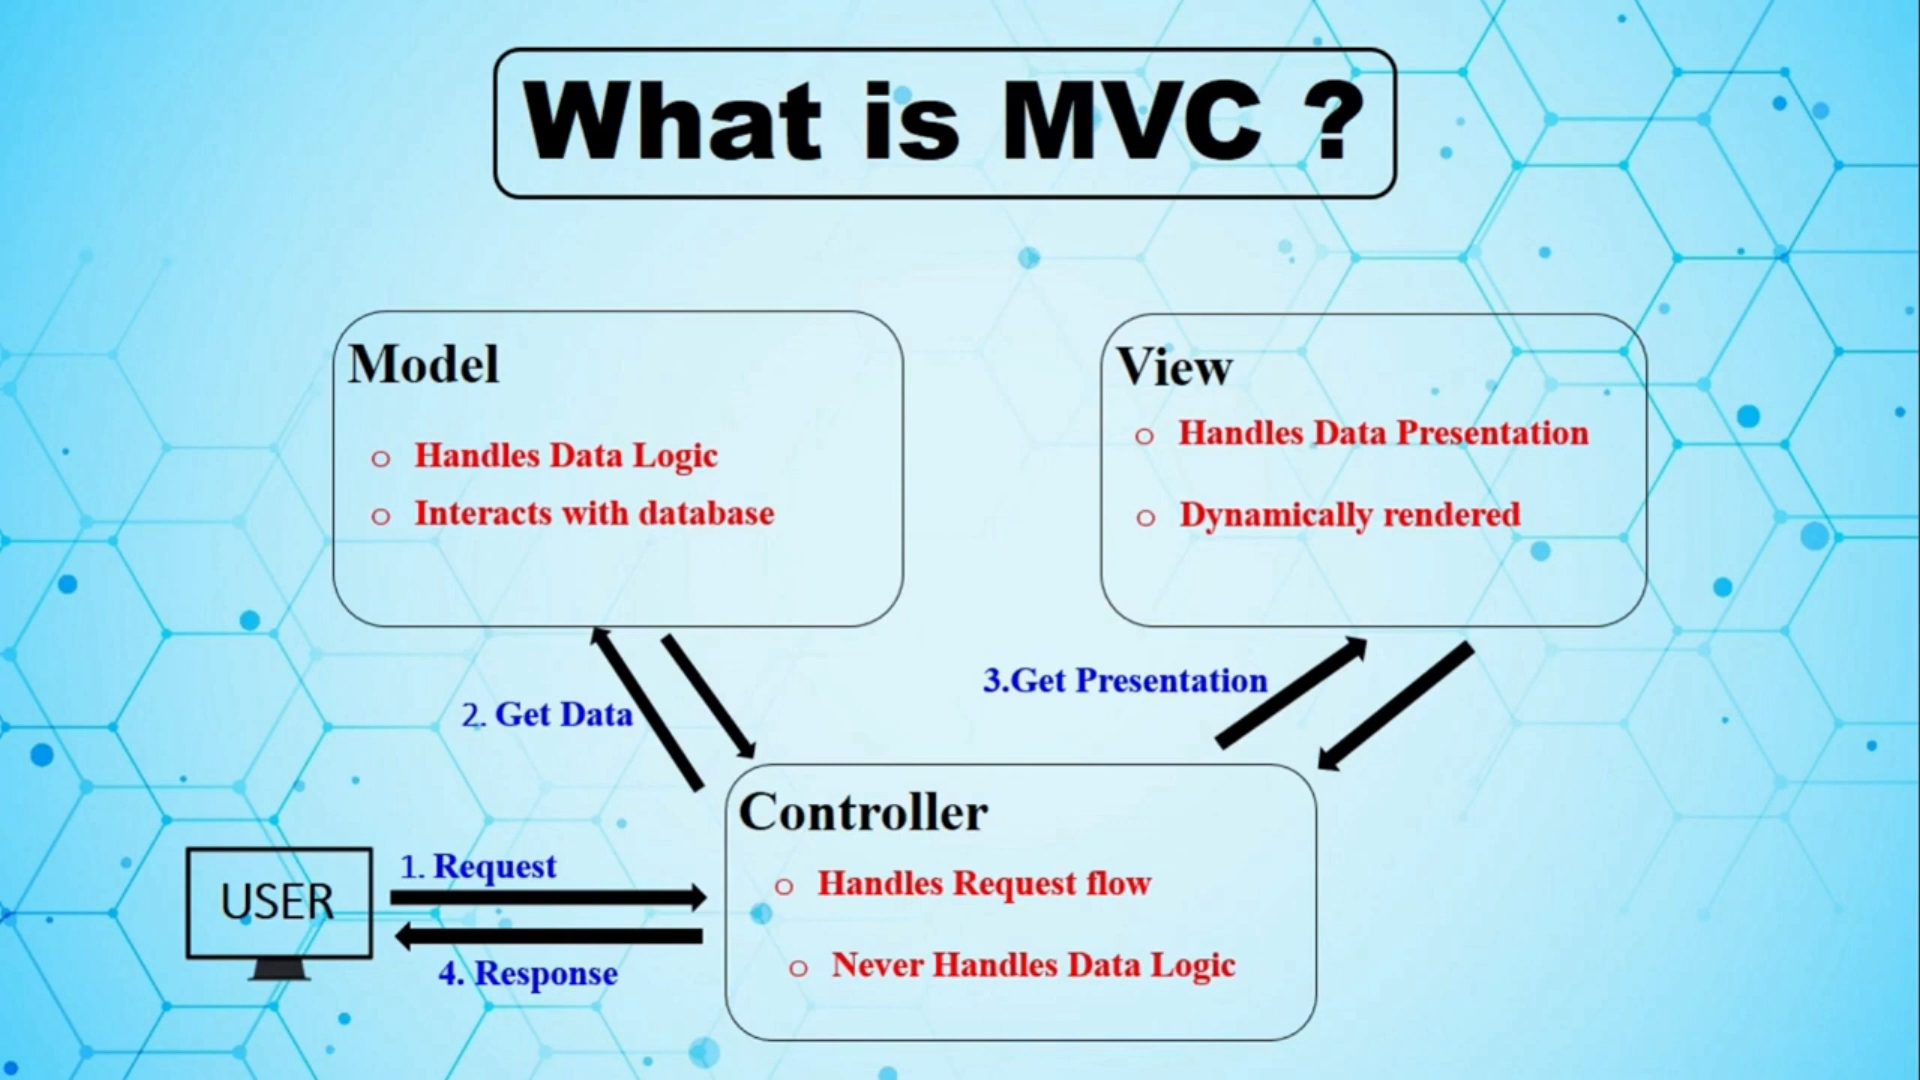 What is MVC ?
Model
o Handles Data Logic
o Interacts with database
View
o Handles Data Presentation
o Dynamically rendered
2. Get Data
3.Get Presentation
Controller
o Handles Request flow
o Never Handles Data Logic
USER
1. Request
4. Response